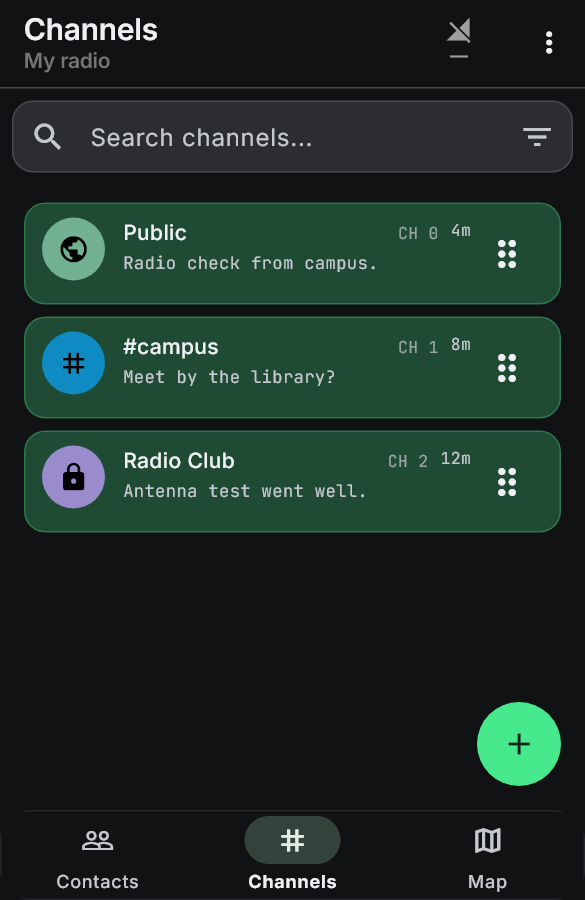 Channels
My radio
Search channels...
Public CH 0 4m
Radio check from campus.
#campus CH 1 8m
Meet by the library?
Radio Club CH 2 12m
Antenna test went well.
Contacts Channels Map